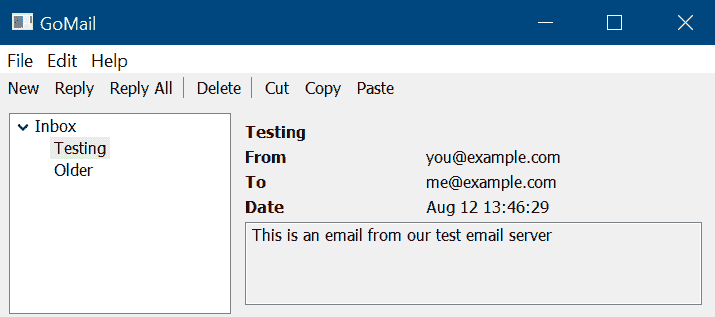 GoMail
File Edit Help
New Reply Reply All Delete Cut Copy Paste
Inbox
Testing
Older
Testing
From you@example.com
To me@example.com
Date Aug 12 13:46:29
This is an email from our test email server